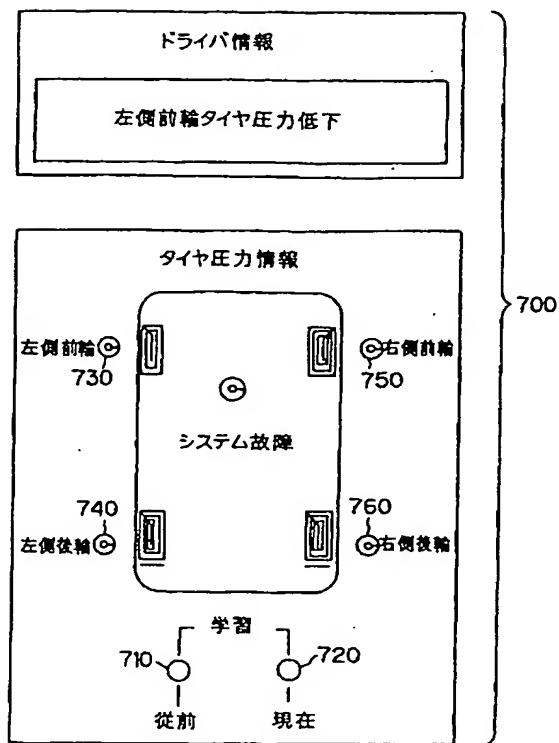 ドライバ情報
左側前輪タイヤ圧力低下
タイヤ圧力情報
700
左側前輪 右側前輪
730 750
システム故障
740 760
左側後輪 右側後輪
学習
710 720
従前 現在